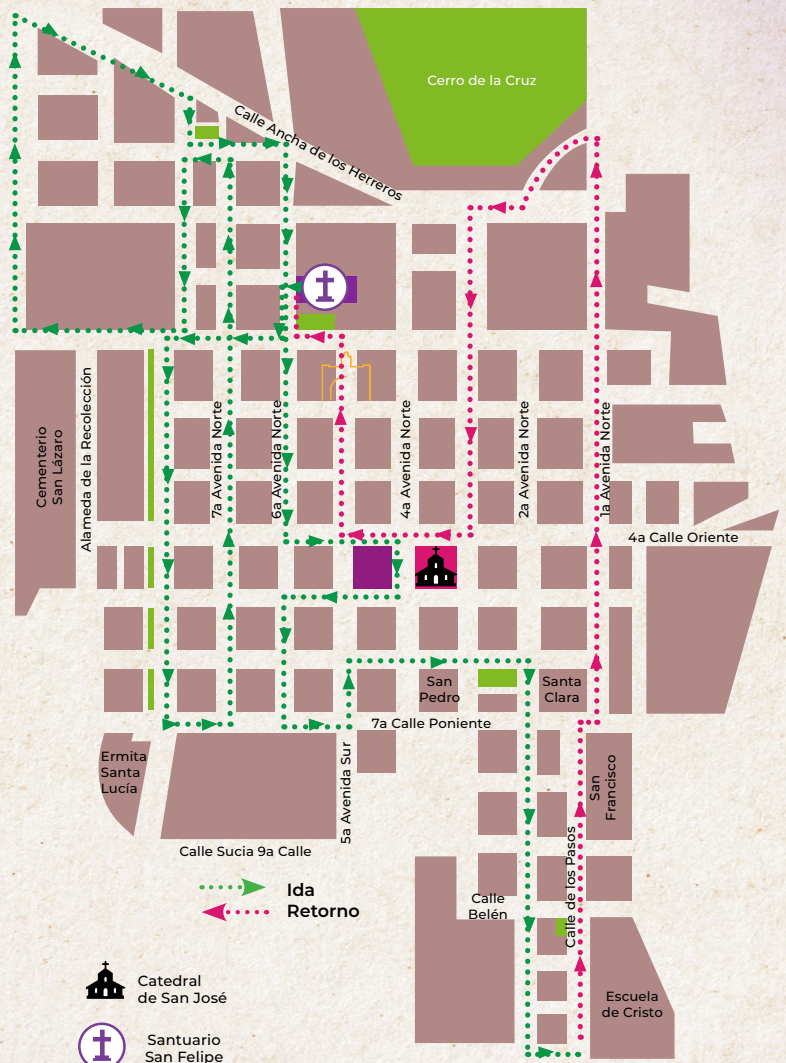 Cerro de la Cruz
Calle Ancha de los Herreros
Cementerio
San Lázaro
Alameda de la Recolección
7a Avenida Norte
6a Avenida Norte
4a Avenida Norte
2a Avenida Norte
1a Avenida Norte
4a Calle Oriente
San
Pedro
Santa
Clara
7a Calle Poniente
Ermita
Santa
Lucía
5a Avenida Sur
San
Francisco
Calle Sucia 9a Calle
Calle de los Pasos
Ida
Retorno
Calle
Belén
Catedral
de San José
Escuela
de Cristo
Santuario
San Felipe